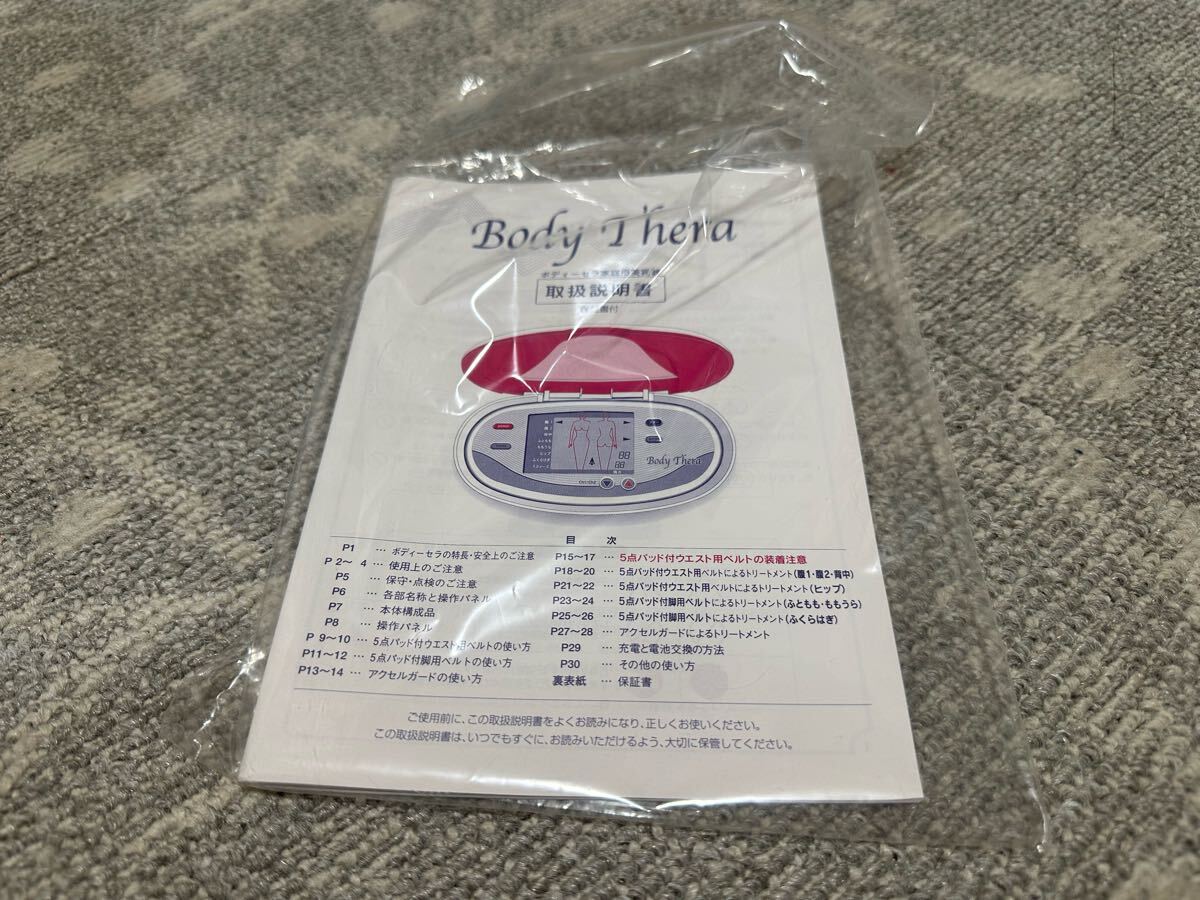 Body Thera
ボディーセラ家庭用美容器
取扱説明書
保証書付
Body Thera
目 次
P1 … ボディーセラの特長・安全上のご注意
P 2～ 4 … 使用上のご注意
P5 … 保守・点検のご注意
P6 … 各部名称と操作パネル
P7 … 本体構成品
P8 … 操作パネル
P 9～10 … 5点パッド付ウエスト用ベルトの使い方
P11～12 … 5点パッド付脚用ベルトの使い方
P13～14 … アクセルガードの使い方
P15～17 … 5点パッド付ウエスト用ベルトの装着注意
P18～20 … 5点パッド付ウエスト用ベルトによるトリートメント(腹1・腹2・背中)
P21～22 … 5点パッド付ウエスト用ベルトによるトリートメント(ヒップ)
P23～24 … 5点パッド付脚用ベルトによるトリートメント(ふともも・ももうら)
P25～26 … 5点パッド付脚用ベルトによるトリートメント(ふくらはぎ)
P27～28 … アクセルガードによるトリートメント
P29 … 充電と電池交換の方法
P30 … その他の使い方
裏表紙 … 保証書
ご使用前に、この取扱説明書をよくお読みになり、正しくお使いください。
この取扱説明書は、いつでもすぐに、お読みいただけるよう、大切に保管してください。